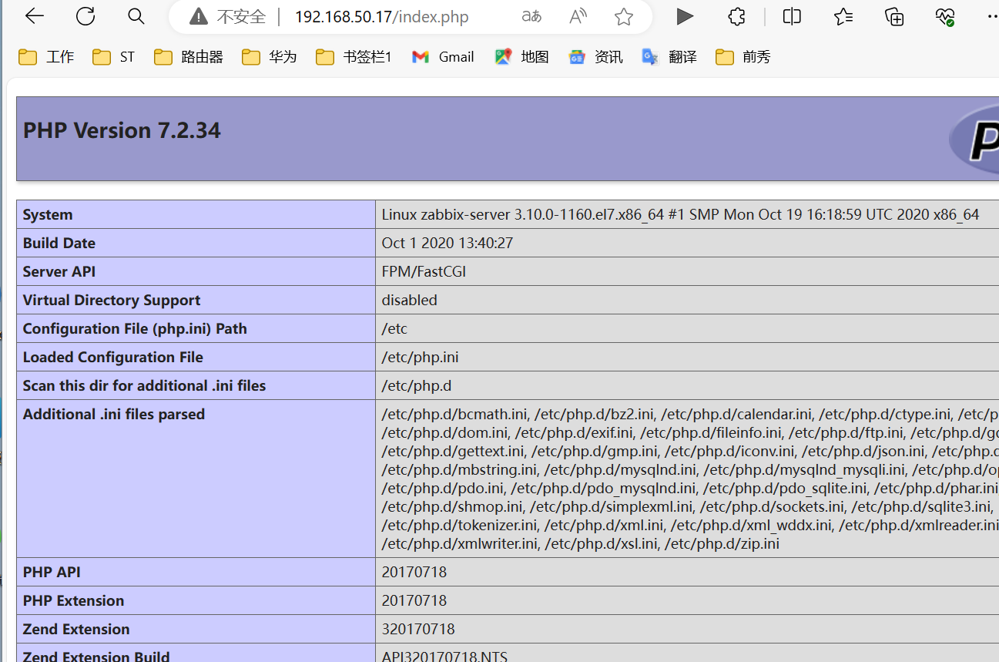 不安全 192.168.50.17/index.php aあ A
工作 ST 路由器 华为 书签栏1 Gmail 地图 资讯 翻译 前秀
PHP Version 7.2.34
System Linux zabbix-server 3.10.0-1160.el7.x86_64 #1 SMP Mon Oct 19 16:18:59 UTC 2020 x86_64
Build Date Oct 1 2020 13:40:27
Server API FPM/FastCGI
Virtual Directory Support disabled
Configuration File (php.ini) Path /etc
Loaded Configuration File /etc/php.ini
Scan this dir for additional .ini files /etc/php.d
Additional .ini files parsed /etc/php.d/bcmath.ini, /etc/php.d/bz2.ini, /etc/php.d/calendar.ini, /etc/php.d/ctype.ini, /etc/p
/etc/php.d/dom.ini, /etc/php.d/exif.ini, /etc/php.d/fileinfo.ini, /etc/php.d/ftp.ini, /etc/php.d/g
/etc/php.d/gettext.ini, /etc/php.d/gmp.ini, /etc/php.d/iconv.ini, /etc/php.d/json.ini, /etc/php.d
/etc/php.d/mbstring.ini, /etc/php.d/mysqlnd.ini, /etc/php.d/mysqlnd_mysqli.ini, /etc/php.d/op
/etc/php.d/pdo.ini, /etc/php.d/pdo_mysqlnd.ini, /etc/php.d/pdo_sqlite.ini, /etc/php.d/phar.ini
/etc/php.d/shmop.ini, /etc/php.d/simplexml.ini, /etc/php.d/sockets.ini, /etc/php.d/sqlite3.ini,
/etc/php.d/tokenizer.ini, /etc/php.d/xml.ini, /etc/php.d/xml_wddx.ini, /etc/php.d/xmlreader.ini
/etc/php.d/xmlwriter.ini, /etc/php.d/xsl.ini, /etc/php.d/zip.ini
PHP API 20170718
PHP Extension 20170718
Zend Extension 320170718
Zend Extension Build API320170718,NTS